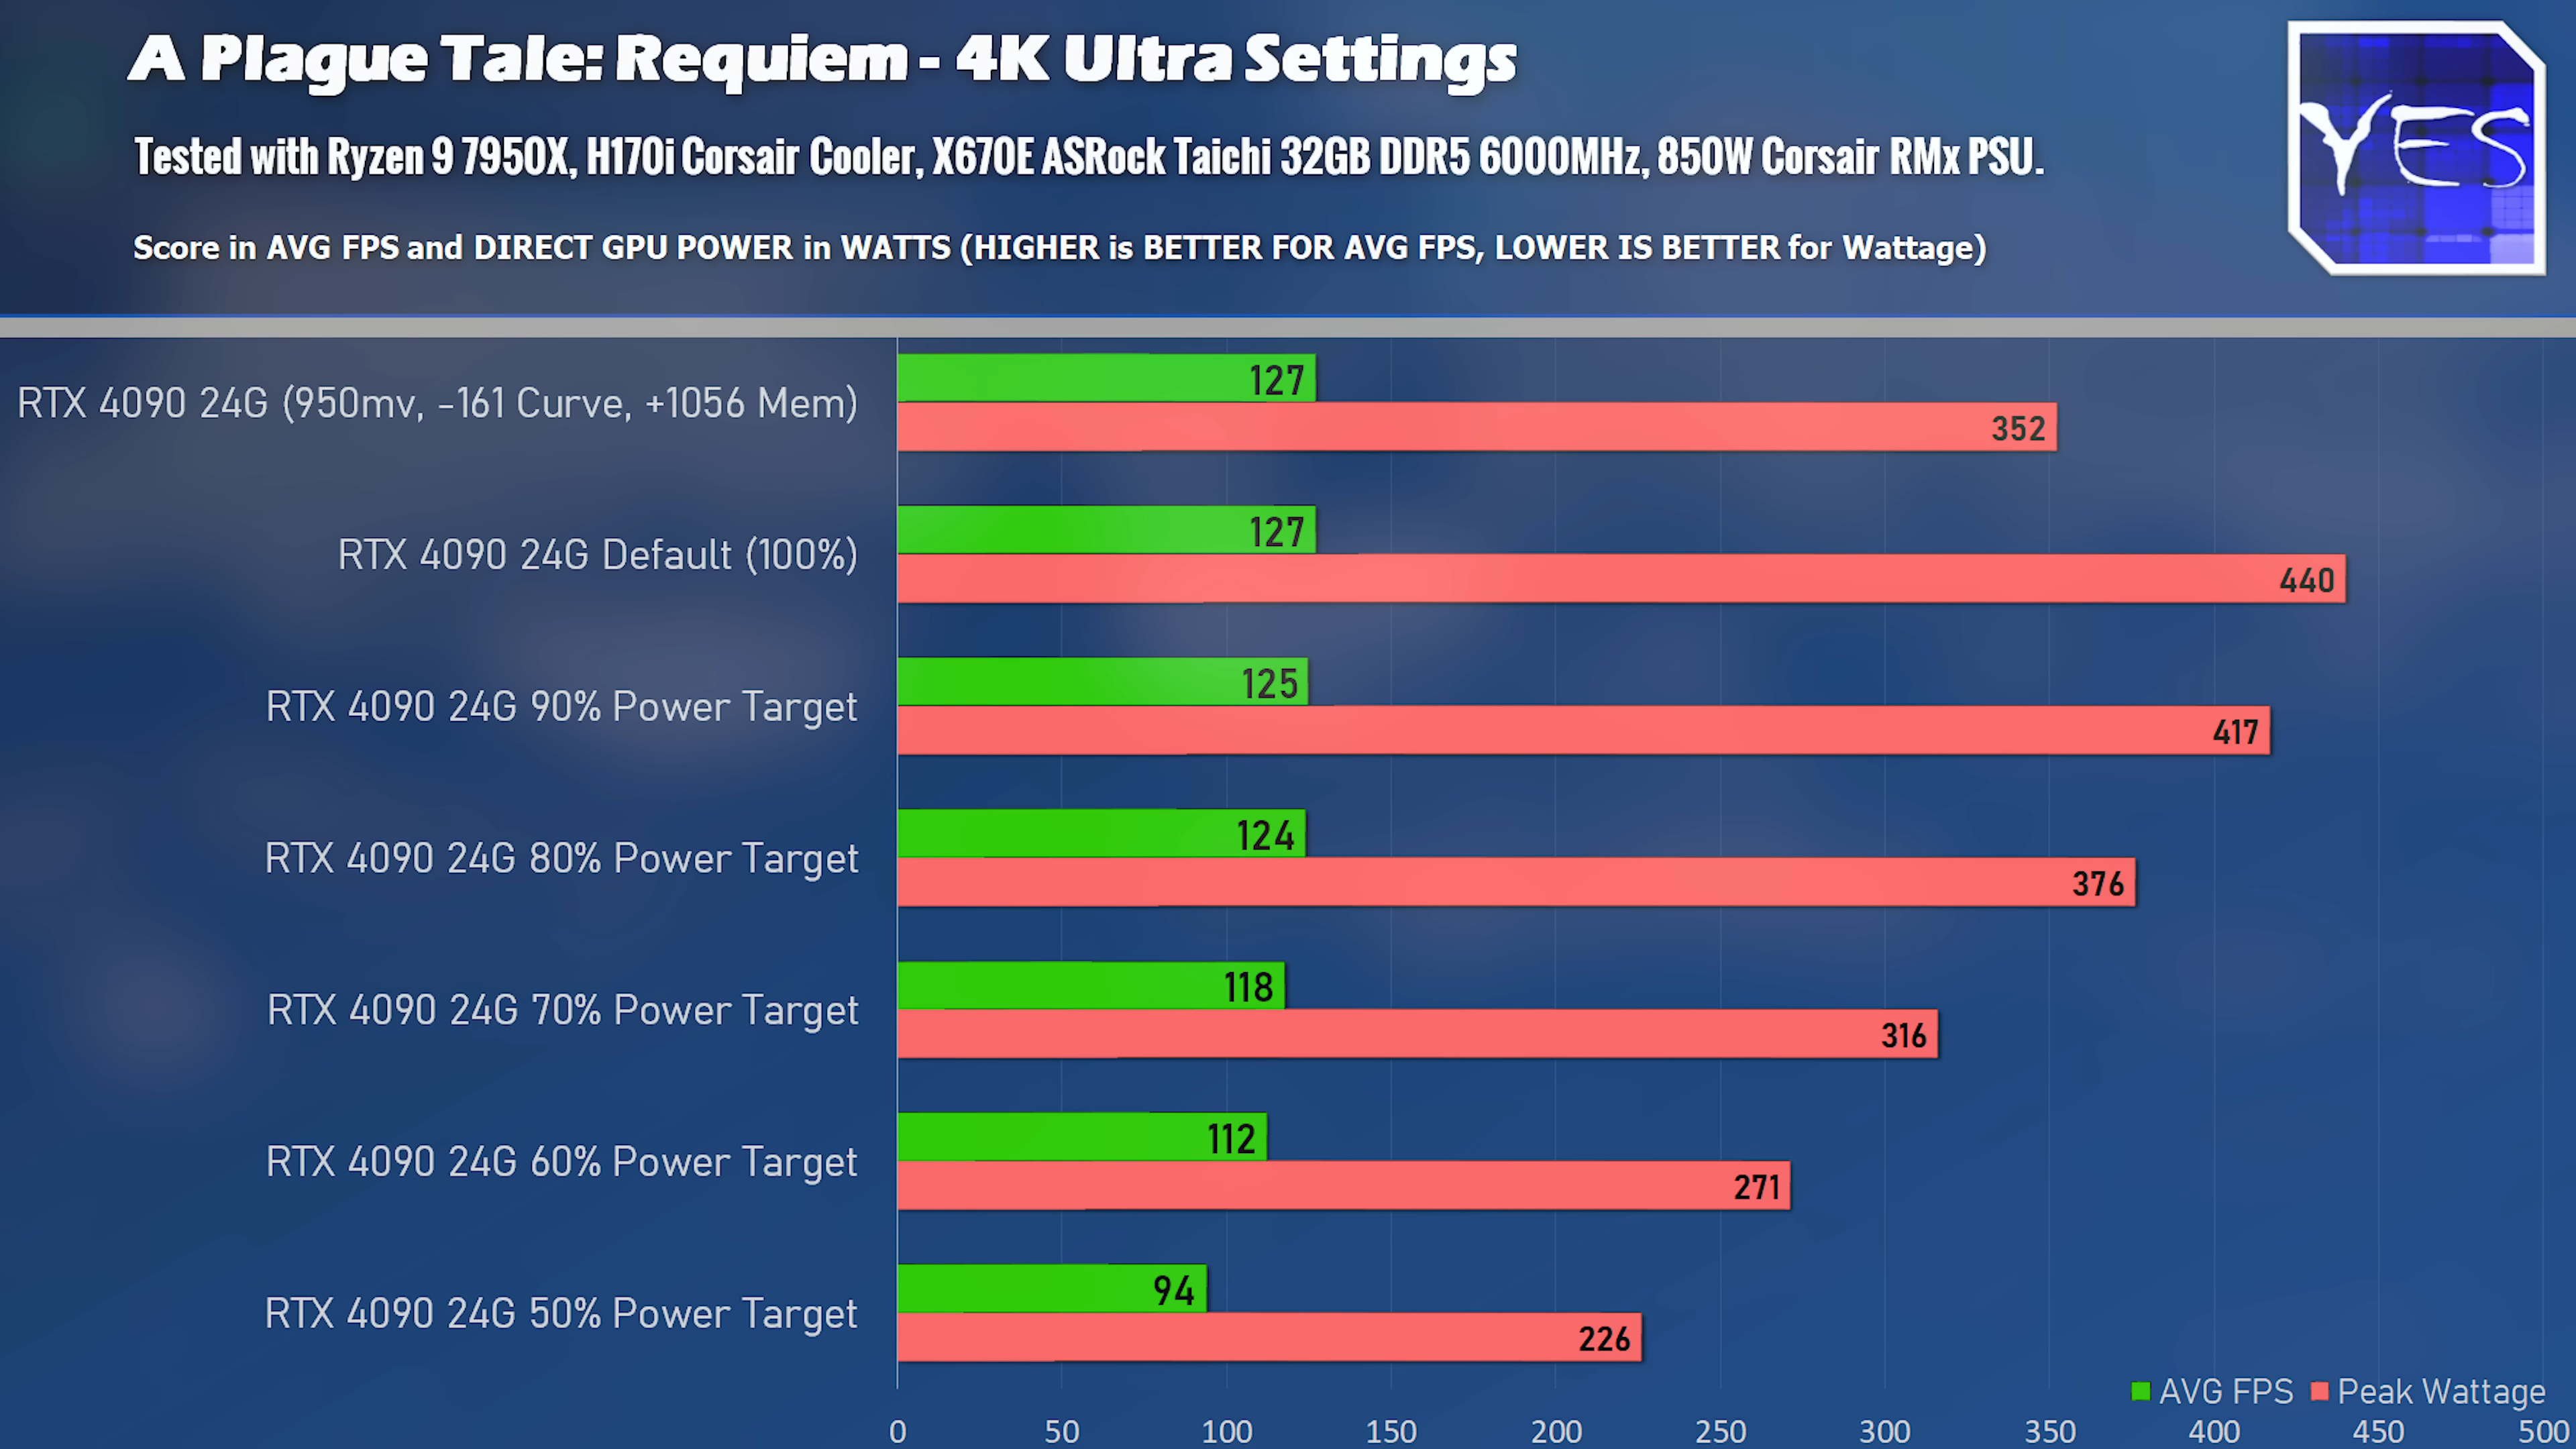 A Plague Tale: Requiem - 4K Ultra Settings
YES
Tested with Ryzen 9 7950X, H170i Corsair Cooler, X670E ASRock Taichi 32GB DDR5 6000MHz, 850W Corsair RMx PSU.
Score in AVG FPS and DIRECT GPU POWER in WATTS (HIGHER is BETTER FOR AVG FPS, LOWER IS BETTER for Wattage)
RTX 4090 24G (950mv, -161 Curve, +1056 Mem)
127
352
RTX 4090 24G Default (100%)
127
440
RTX 4090 24G 90% Power Target
125
417
RTX 4090 24G 80% Power Target
124
376
RTX 4090 24G 70% Power Target
118
316
RTX 4090 24G 60% Power Target
112
271
RTX 4090 24G 50% Power Target
94
226
AVG FPS Peak Wattage
0 50 100 150 200 250 300 350 400 450 500